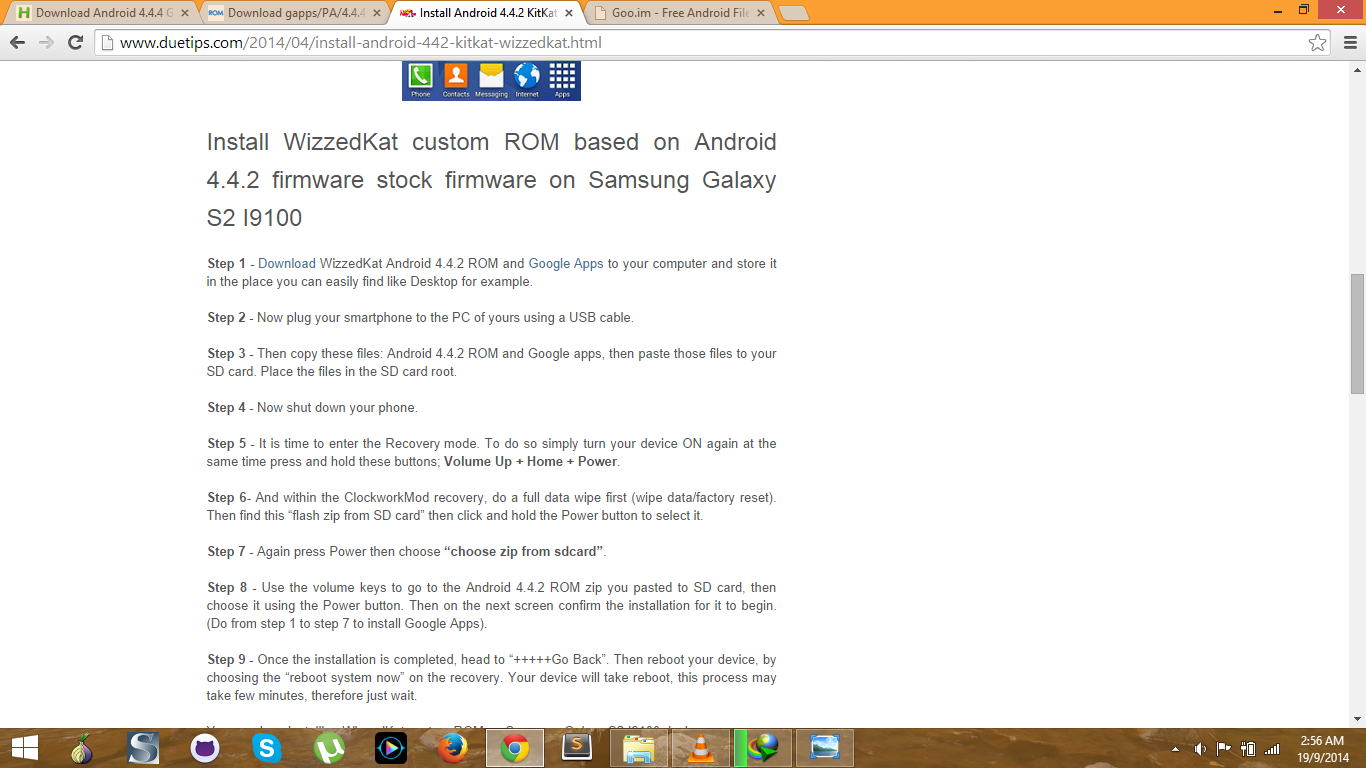 Download Android 4.4.4 G
ROM Download gapps/PA/4.4.4
Install Android 4.4.2 KitKat
Goo.im - Free Android File
www.duetips.com/2014/04/install-android-442-kitkat-wizzedkat.html
Phone Contacts Messaging Internet Apps
Install WizzedKat custom ROM based on Android
4.4.2 firmware stock firmware on Samsung Galaxy
S2 I9100
Step 1 - Download WizzedKat Android 4.4.2 ROM and Google Apps to your computer and store it
in the place you can easily find like Desktop for example.
Step 2 - Now plug your smartphone to the PC of yours using a USB cable.
Step 3 - Then copy these files: Android 4.4.2 ROM and Google apps, then paste those files to your
SD card. Place the files in the SD card root.
Step 4 - Now shut down your phone.
Step 5 - It is time to enter the Recovery mode. To do so simply turn your device ON again at the
same time press and hold these buttons; Volume Up + Home + Power.
Step 6- And within the ClockworkMod recovery, do a full data wipe first (wipe data/factory reset).
Then find this “flash zip from SD card” then click and hold the Power button to select it.
Step 7 - Again press Power then choose “choose zip from sdcard”.
Step 8 - Use the volume keys to go to the Android 4.4.2 ROM zip you pasted to SD card, then
choose it using the Power button. Then on the next screen confirm the installation for it to begin.
(Do from step 1 to step 7 to install Google Apps).
Step 9 - Once the installation is completed, head to “+++++Go Back”. Then reboot your device, by
choosing the “reboot system now” on the recovery. Your device will take reboot, this process may
take few minutes, therefore just wait.
2:56 AM
19/9/2014